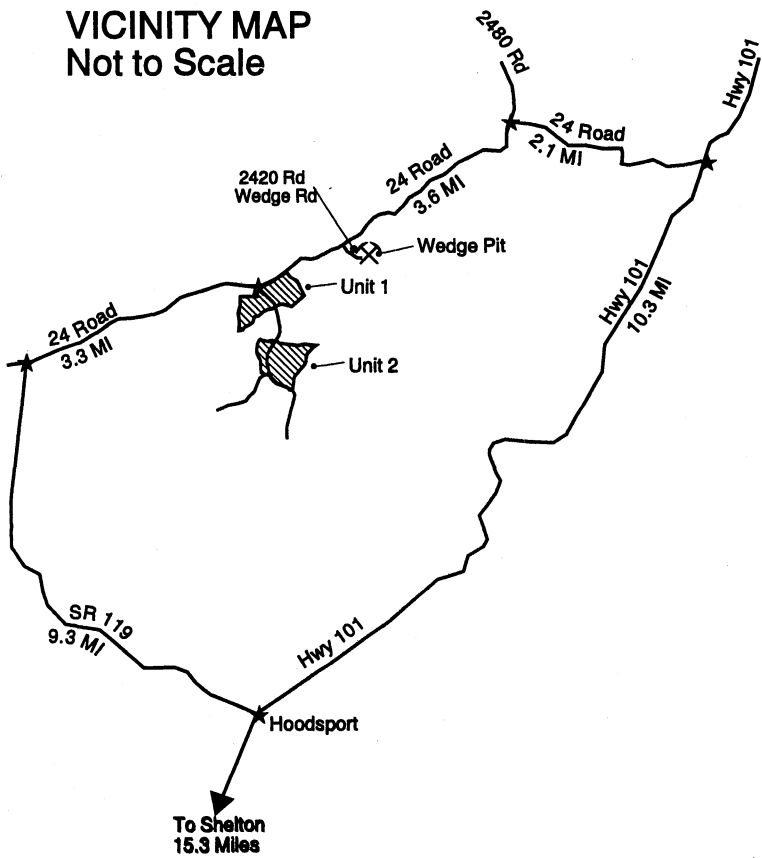 VICINITY MAP
Not to Scale
2480 Rd
Hwy 101
24 Road
2.1 MI
24 Road
3.6 MI
2420 Rd
Wedge Rd
Wedge Pit
Unit 1
Hwy 101
10.3 MI
24 Road
3.3 MI
Unit 2
SR 119
9.3 MI
Hwy 101
Hoodsport
To Shelton
15.3 Miles